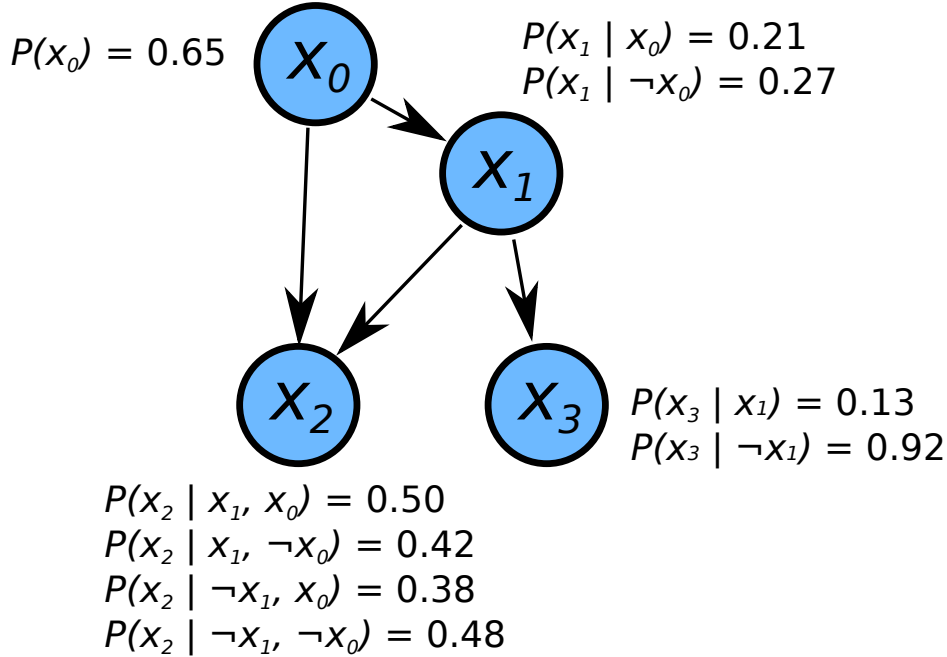 P(x₀) = 0.65
x₀
P(x₁ | x₀) = 0.21
P(x₁ | ¬x₀) = 0.27
x₁
x₂
x₃
P(x₃ | x₁) = 0.13
P(x₃ | ¬x₁) = 0.92
P(x₂ | x₁, x₀) = 0.50
P(x₂ | x₁, ¬x₀) = 0.42
P(x₂ | ¬x₁, x₀) = 0.38
P(x₂ | ¬x₁, ¬x₀) = 0.48